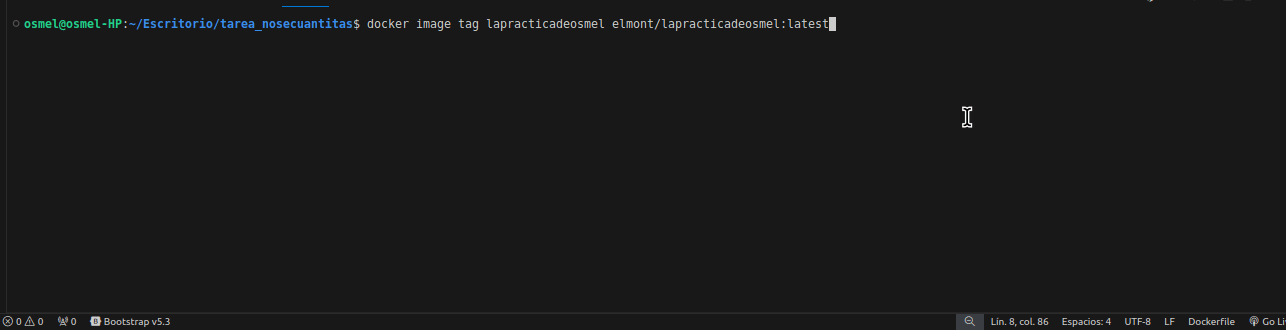 osmel@osmel-HP:~/Escritorio/tarea_nosecuantitas$ docker image tag lapracticadeosmel elmont/lapracticadeosmel:latest
0 0 0 Bootstrap v5.3 Lín. 8, col. 86 Espacios: 4 UTF-8 LF Dockerfile Go Li